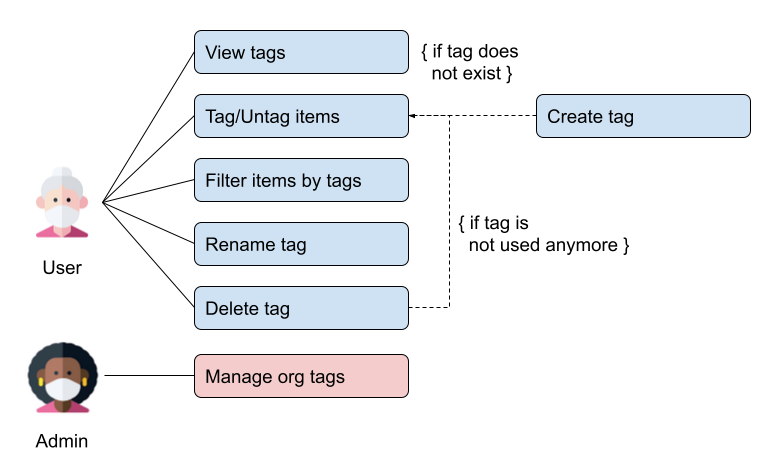 View tags
{ if tag does
not exist }
Tag/Untag items
Create tag
Filter items by tags
{ if tag is
not used anymore }
Rename tag
User
Delete tag
Manage org tags
Admin